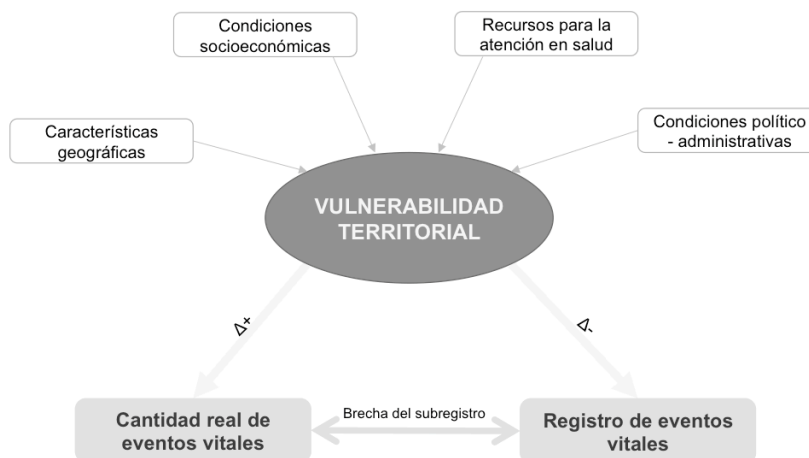 Condiciones
socioeconómicas
Recursos para la
atención en salud
Características
geográficas
Condiciones político
- administrativas
VULNERABILIDAD
TERRITORIAL
Δ+
Δ-
Cantidad real de
eventos vitales
Brecha del subregistro
Registro de eventos
vitales